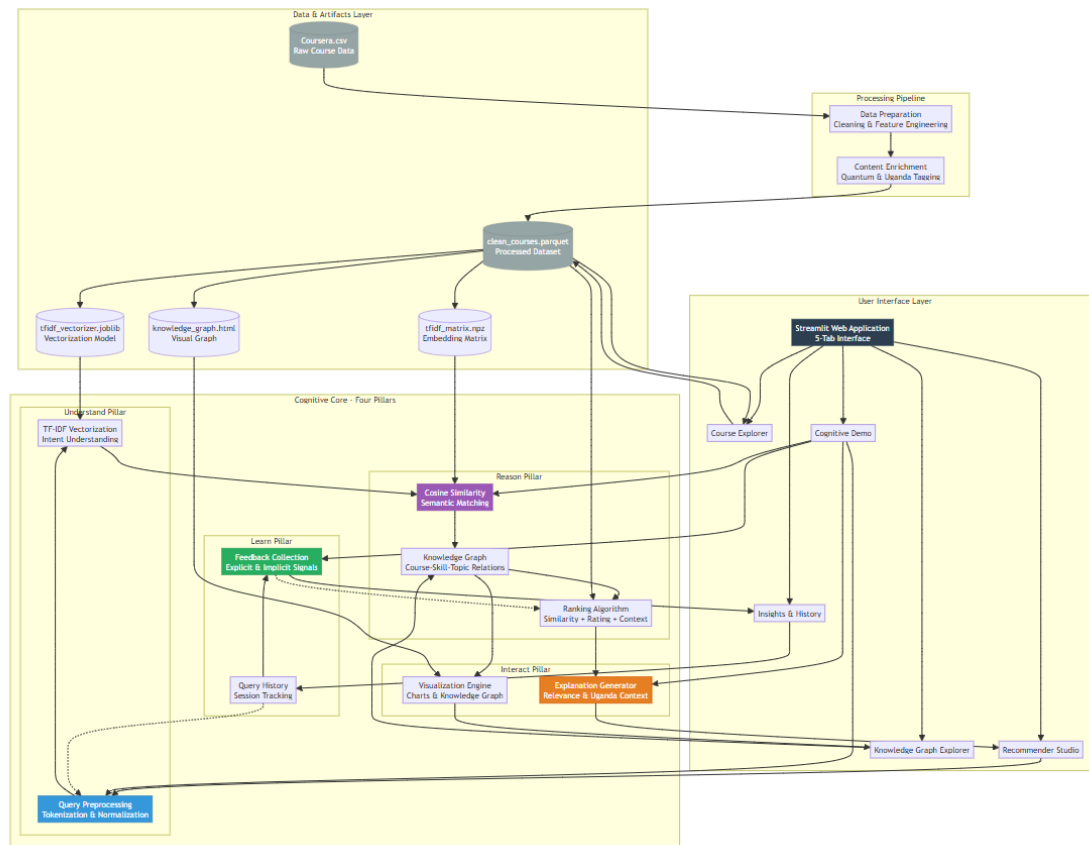 Data & Artifacts Layer
Coursera.csv
Raw Course Data
Processing Pipeline
Data Preparation
Cleaning & Feature Engineering
Content Enrichment
Quantum & Uganda Tagging
clean_courses.parquet
Processed Dataset
tfidf_vectorizer.joblib
Vectorization Model
knowledge_graph.html
Visual Graph
tfidf_matrix.npz
Embedding Matrix
User Interface Layer
Streamlit Web Application
5-Tab Interface
Course Explorer
Cognitive Demo
Cognitive Core - Four Pillars
Understand Pillar
TF-IDF Vectorization
Intent Understanding
Reason Pillar
Cosine Similarity
Semantic Matching
Learn Pillar
Feedback Collection
Explicit & Implicit Signals
Knowledge Graph
Course-Skill-Topic Relations
Ranking Algorithm
Similarity + Rating + Context
Insights & History
Interact Pillar
Query History
Session Tracking
Visualization Engine
Charts & Knowledge Graph
Explanation Generator
Relevance & Uganda Context
Knowledge Graph Explorer
Recommender Studio
Query Preprocessing
Tokenization & Normalization